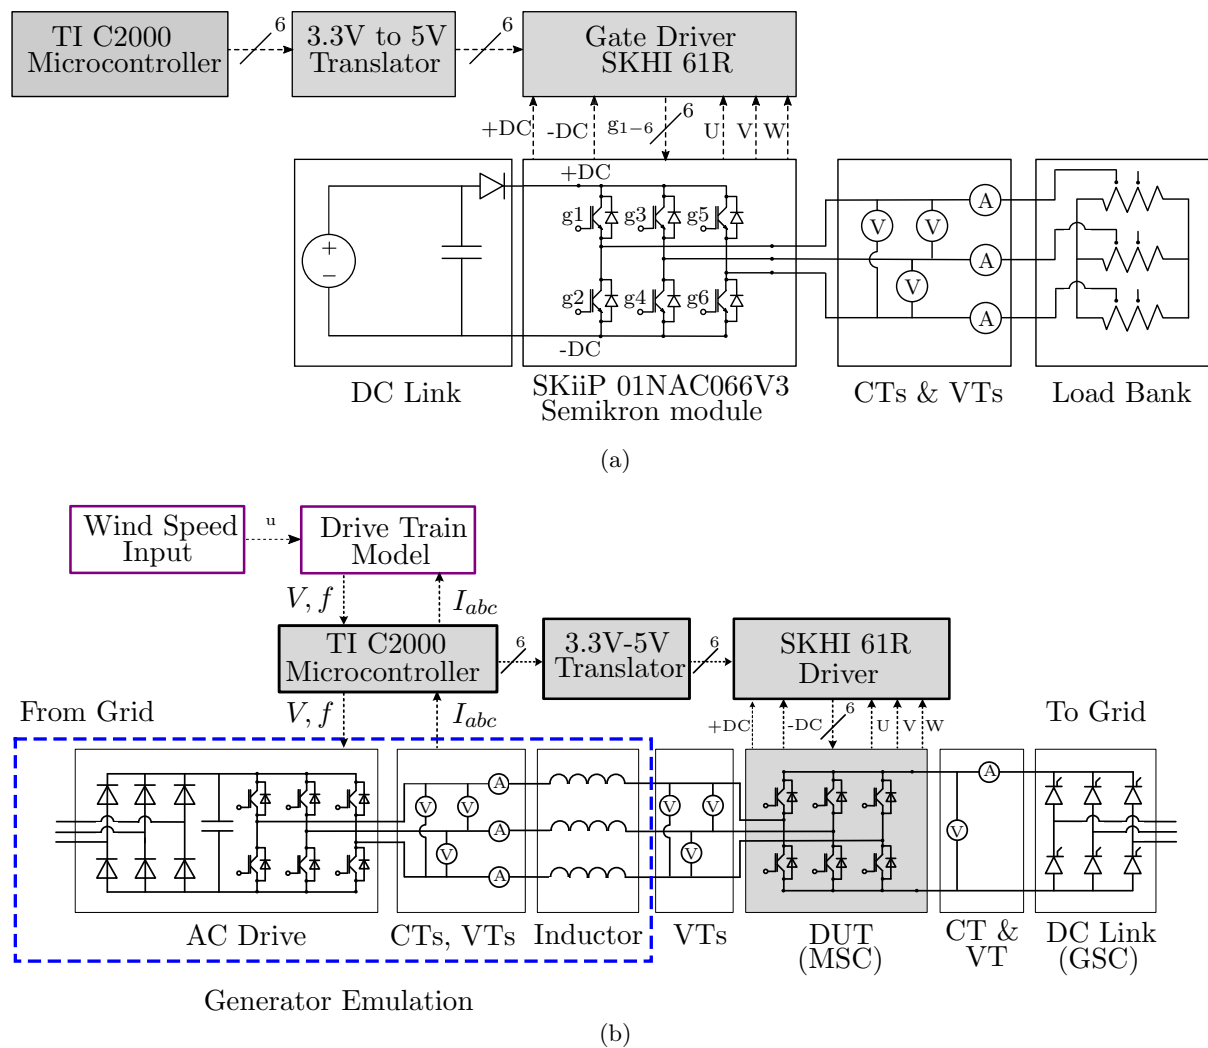 TI C2000
Microcontroller
6
3.3V to 5V
Translator
6
Gate Driver
SKHI 61R
+DC
-DC
g1−6
6
U
V
W
+DC
g1
g3
g5
g2
g4
g6
-DC
+
−
V
V
V
A
A
A
DC Link
SKiiP 01NAC066V3
Semikron module
CTs & VTs
Load Bank
(a)
Wind Speed
Input
u
Drive Train
Model
V, f
Iabc
TI C2000
Microcontroller
6
3.3V-5V
Translator
6
SKHI 61R
Driver
From Grid
V, f
Iabc
+DC
-DC
6
U
V
W
To Grid
V
V
V
A
A
A
V
V
V
V
A
AC Drive
CTs, VTs
Inductor
VTs
DUT
(MSC)
CT &
VT
DC Link
(GSC)
Generator Emulation
(b)